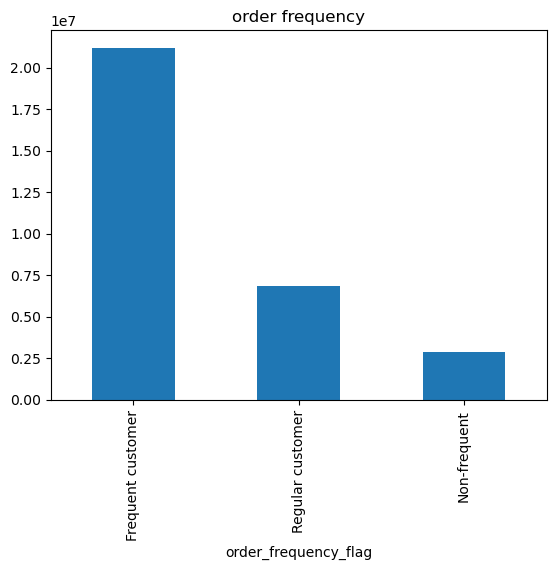 order frequency
1e7
2.00
1.75
1.50
1.25
1.00
0.75
0.50
0.25
0.00
Frequent customer
Regular customer
Non-frequent
order_frequency_flag